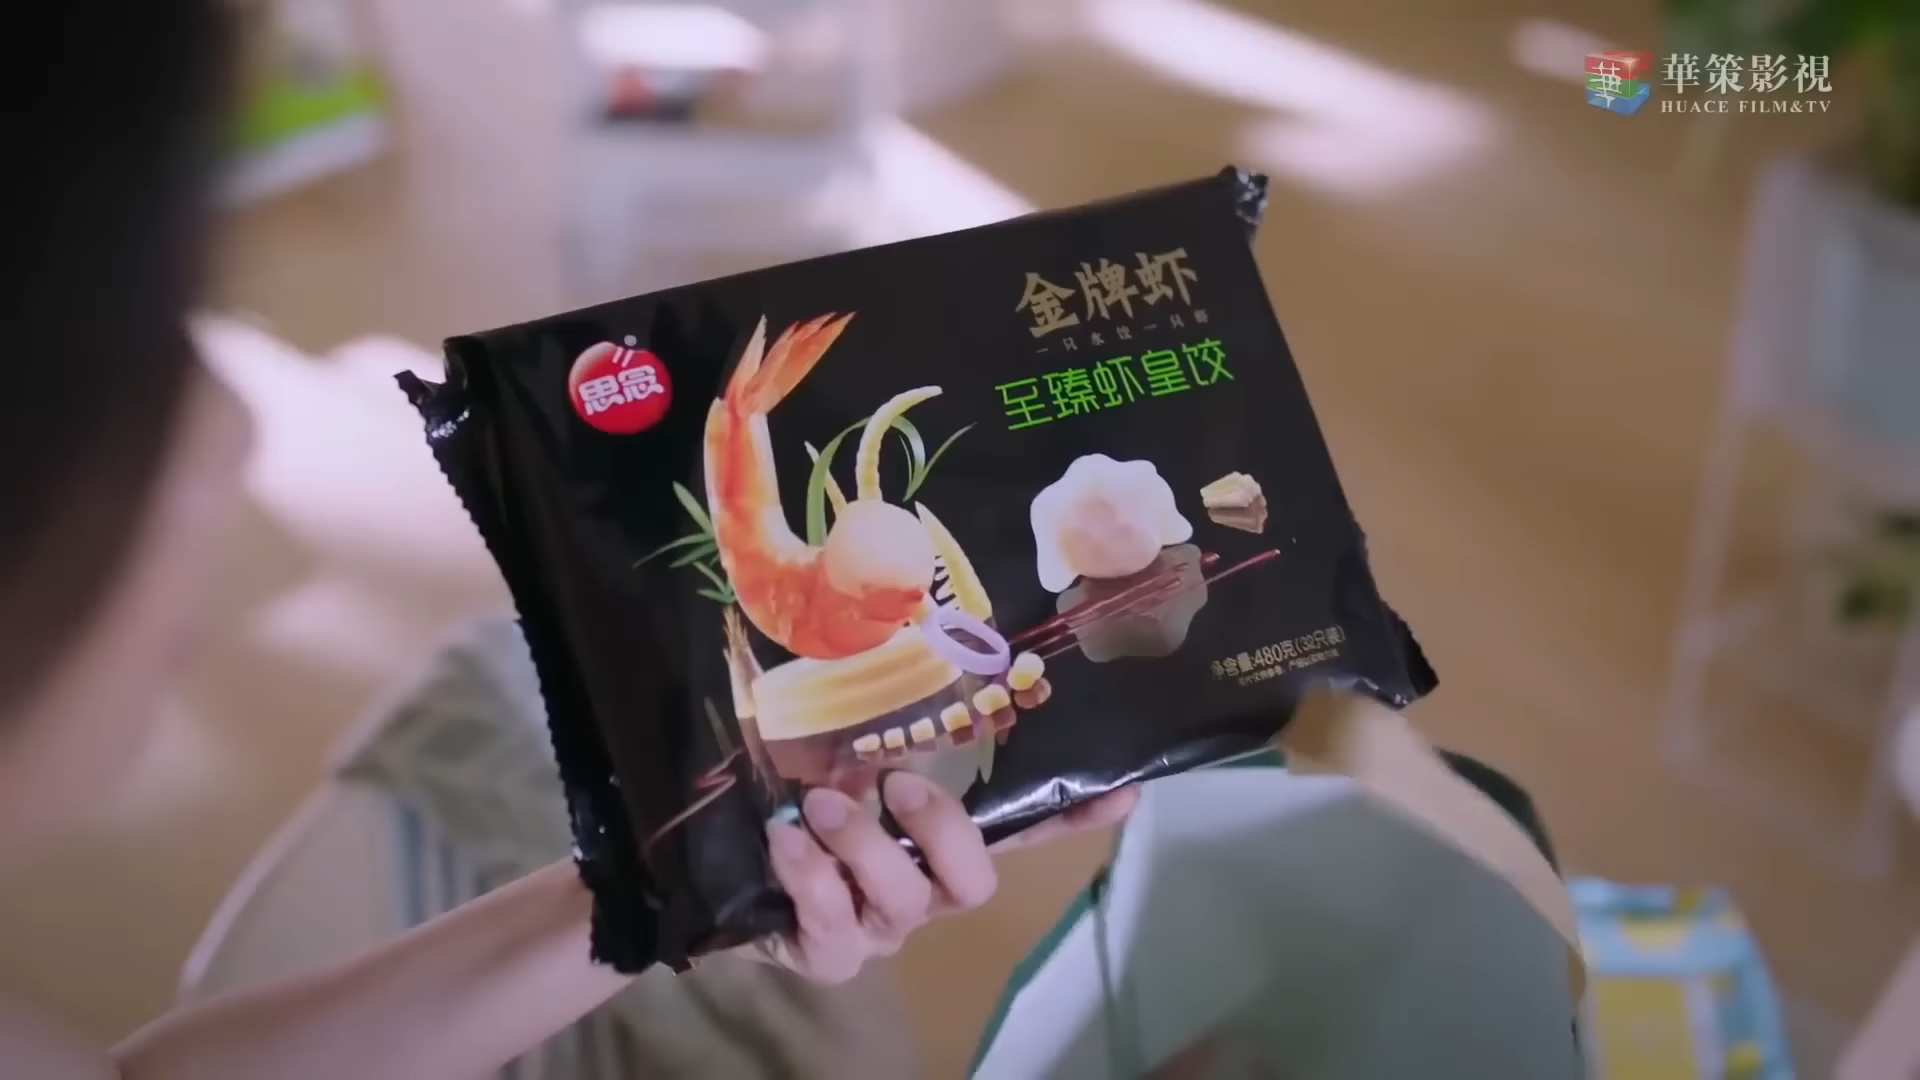 華策影視
HUACE FILM&TV
思念
金牌虾
一只水饺一只虾
至臻虾皇饺
净含量:480克(32只装)